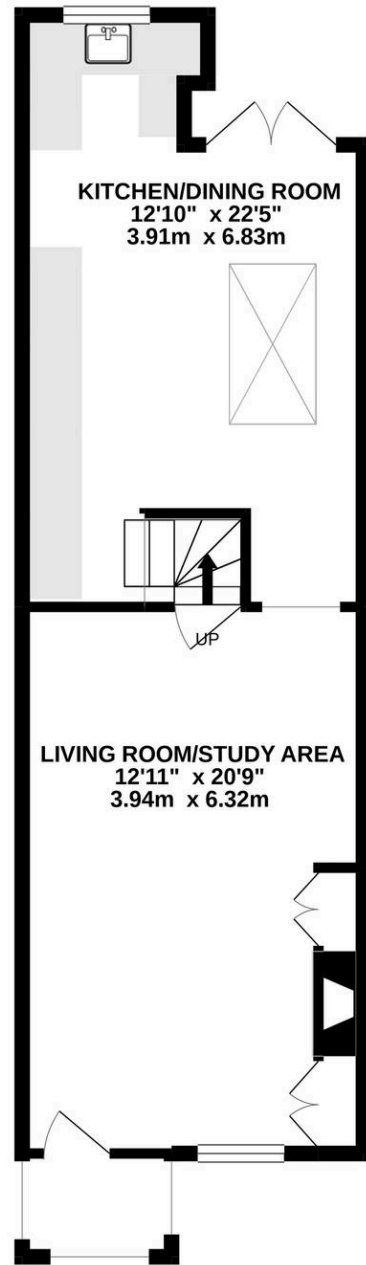 KITCHEN/DINING ROOM
12'10" x 22'5"
3.91m x 6.83m
UP
LIVING ROOM/STUDY AREA
12'11" x 20'9"
3.94m x 6.32m